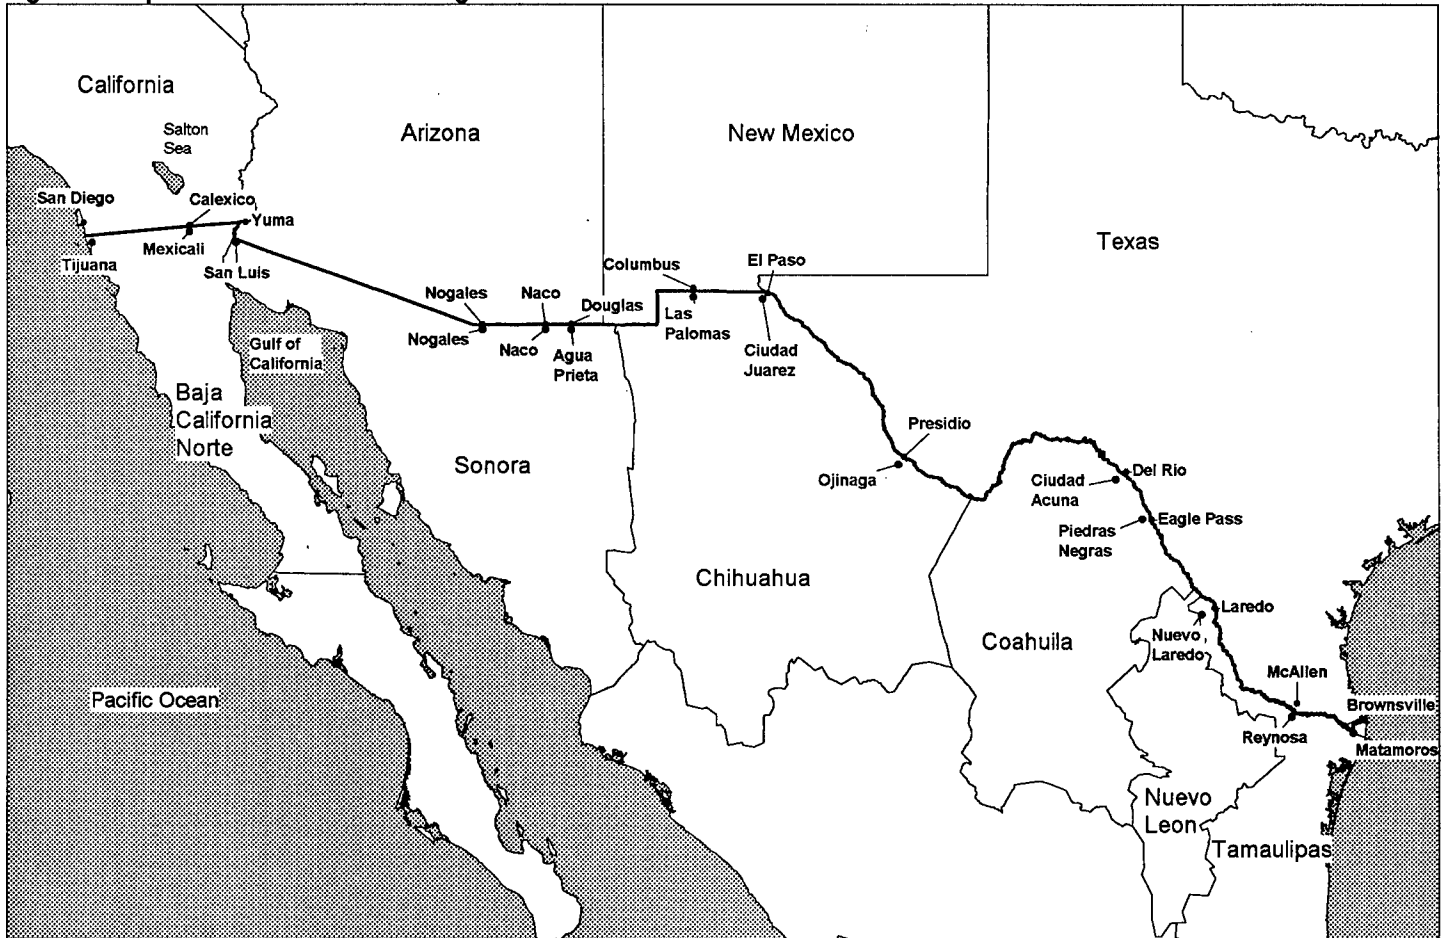 California
Salton
Sea
Arizona
New Mexico
Texas
San Diego
Calexico
Yuma
Mexicali
Tijuana
San Luis
Columbus
El Paso
Nogales
Naco
Douglas
Las
Palomas
Nogales
Naco
Agua
Prieta
Ciudad
Juarez
Gulf of
California
Baja
California
Norte
Sonora
Presidio
Ojinaga
Ciudad
Acuna
Del Rio
Piedras
Negras
Eagle Pass
Chihuahua
Coahuila
Laredo
Nuevo
Laredo
McAllen
Pacific Ocean
Brownsville
Reynosa
Matamoros
Nuevo
Leon
Tamaulipas